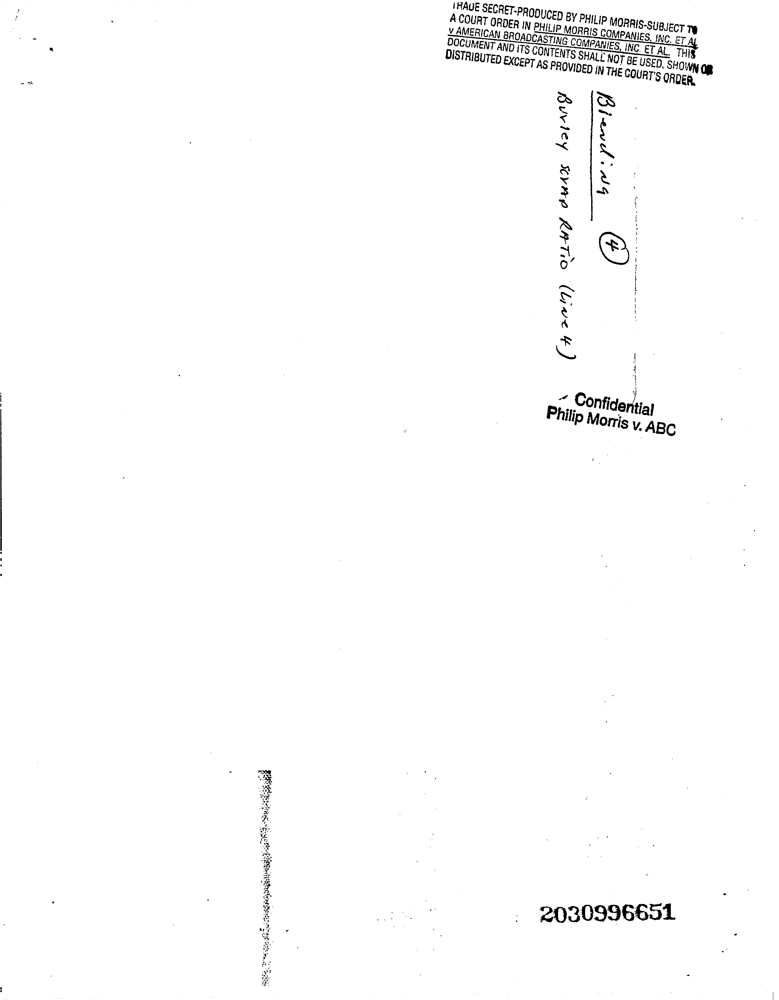 TRADE SECRET-PRODUCED BY PHILIP MORRIS-SUBJECT TO
A COURT ORDER IN PHILIP MORRIS COMPANIES, INC. ET AL
v AMERICAN BROADCASTING COMPANIES, INC. ET AL. THIS
DOCUMENT AND ITS CONTENTS SHALL NOT BE USED, SHOWN OR
DISTRIBUTED EXCEPT AS PROVIDED IN THE COURT'S ORDER.
Blending 4
Burley scrap RATio (Line 4)
Confidential
Philip Morris v. ABC
2030996651